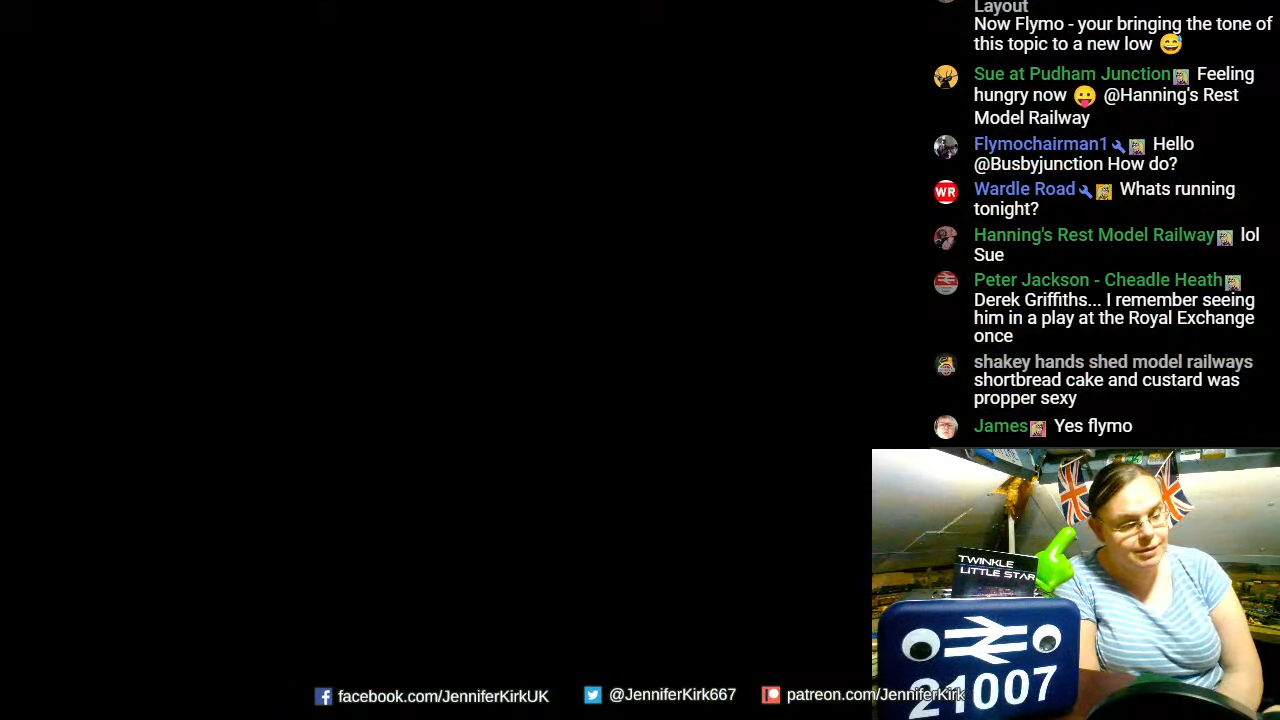 Layout
Now Flymo - your bringing the tone of
this topic to a new low 😅
Sue at Pudham Junction Feeling
hungry now 😛 @Hanning's Rest
Model Railway
Flymochairman1 Hello
@Busbyjunction How do?
WR Wardle Road Whats running
tonight?
Hanning's Rest Model Railway lol
Sue
Peter Jackson - Cheadle Heath
Derek Griffiths... I remember seeing
him in a play at the Royal Exchange
once
shakey hands shed model railways
shortbread cake and custard was
propper sexy
James Yes flymo
TWINKLE
LITTLE STAR
21007
facebook.com/JenniferKirkUK @JenniferKirk667 patreon.com/JenniferKirk